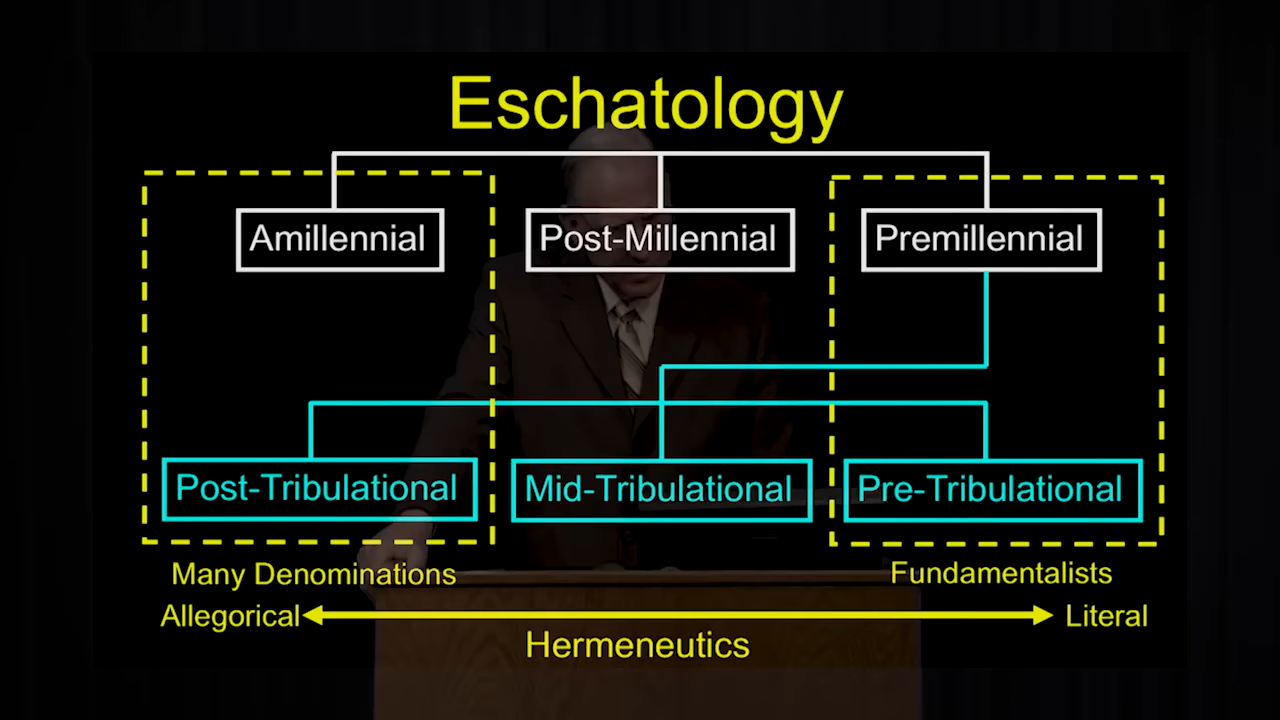 Eschatology
Amillennial
Post-Millennial
Premillennial
Post-Tribulational
Mid-Tribulational
Pre-Tribulational
Many Denominations
Fundamentalists
Allegorical
Literal
Hermeneutics